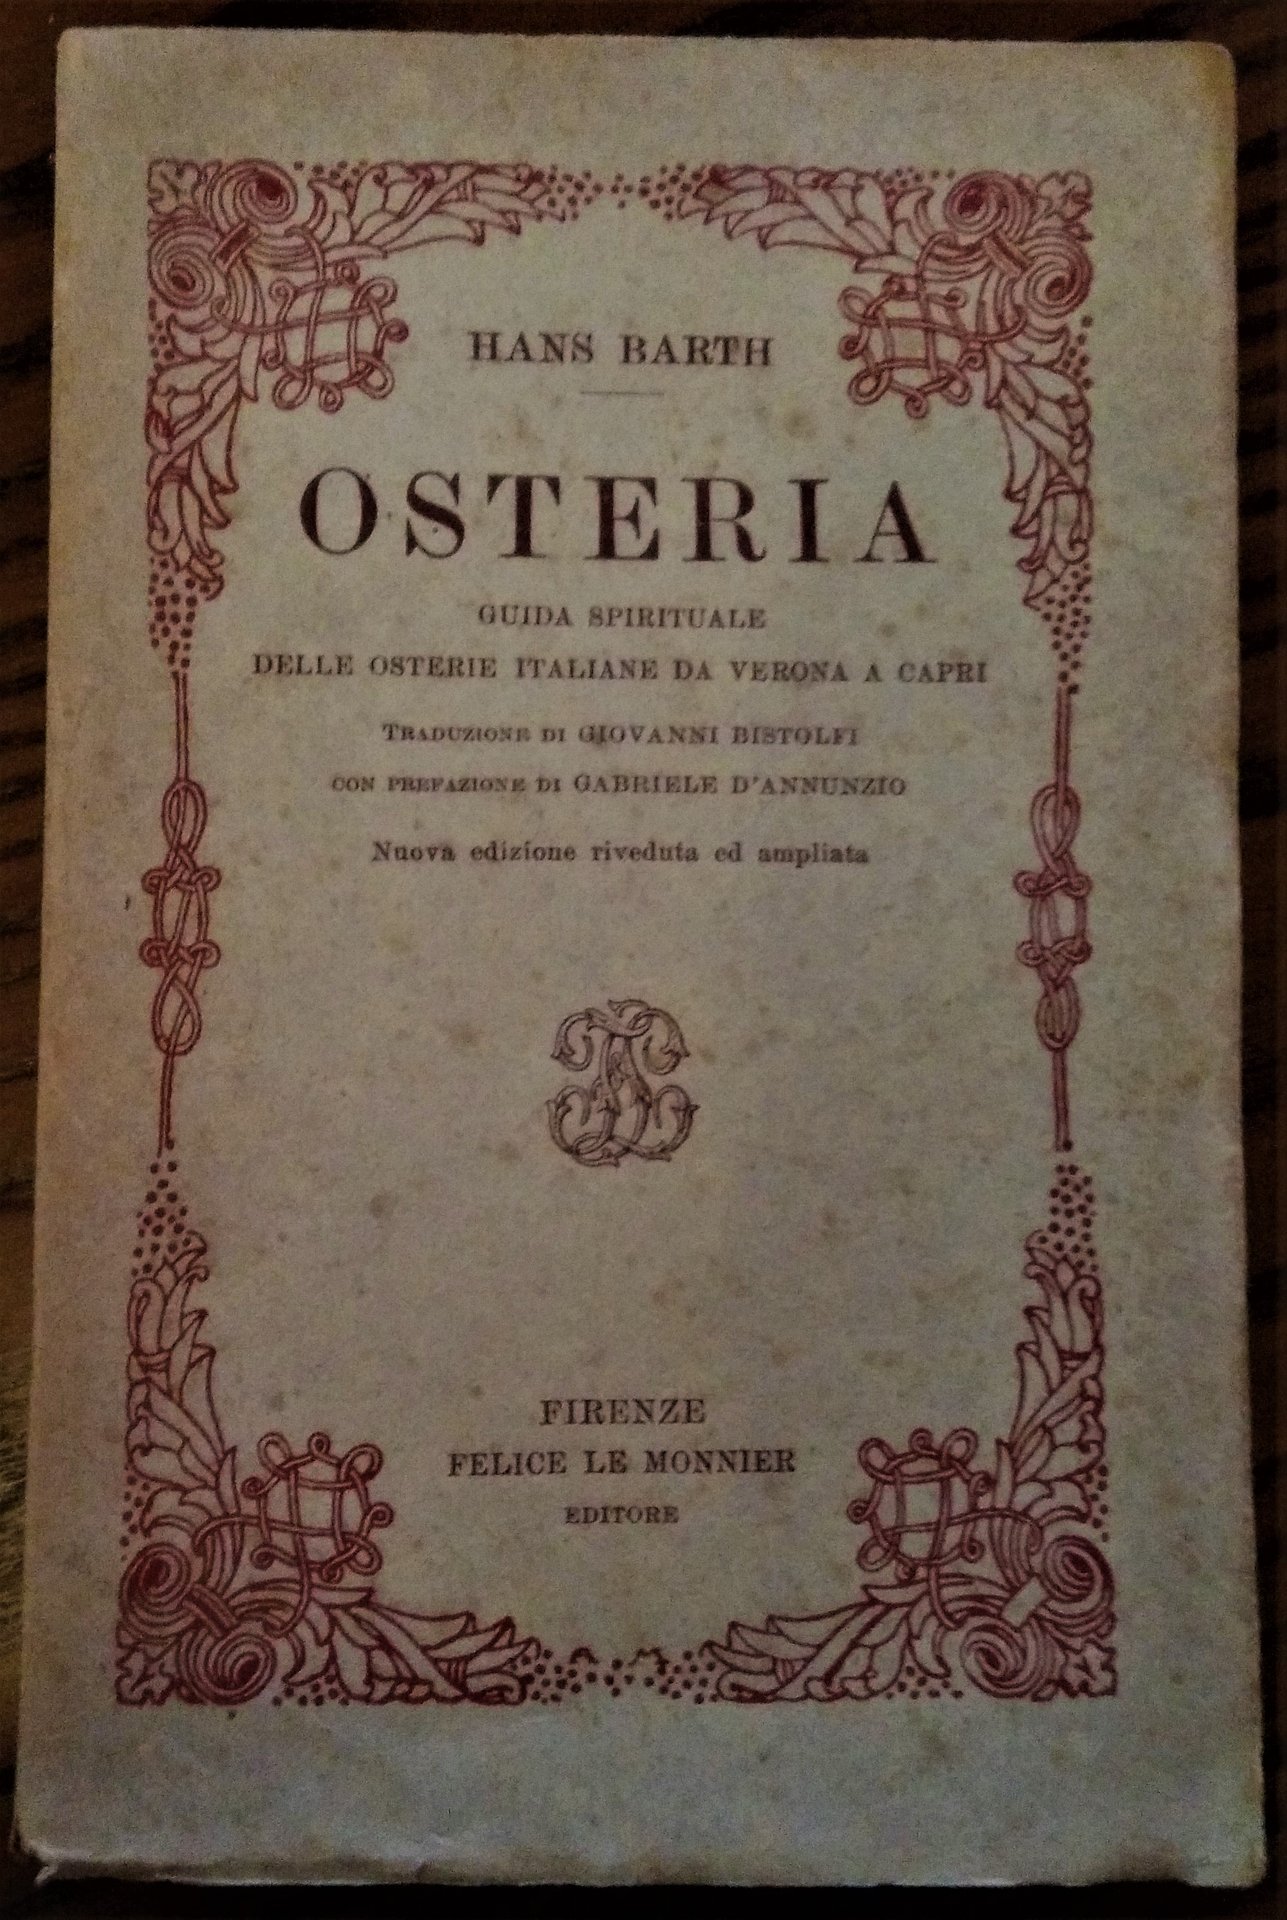 HANS BARTH
OSTERIA
GUIDA SPIRITUALE
DELLE OSTERIE ITALIANE DA VERONA A CAPRI
TRADUZIONE DI GIOVANNI BISTOLFI
CON PREFAZIONE DI GABRIELE D'ANNUNZIO
Nuova edizione riveduta ed ampliata
FIRENZE
FELICE LE MONNIER
EDITORE